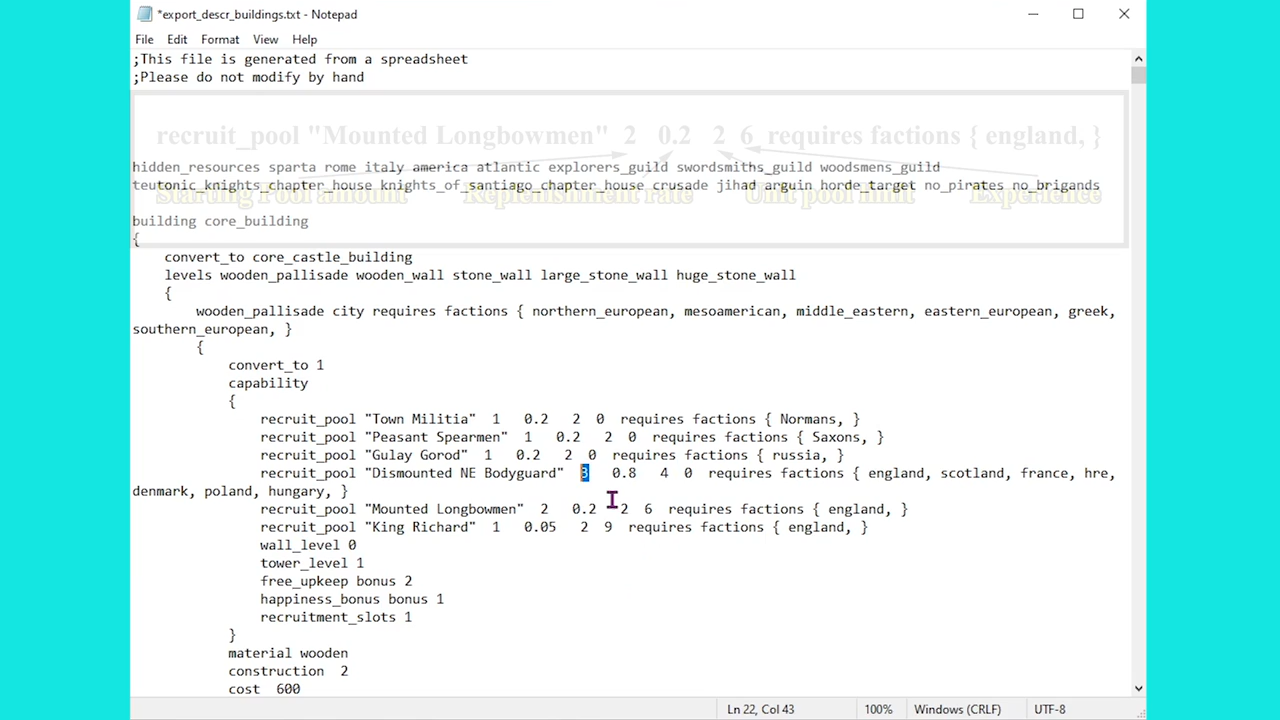 *export_descr_buildings.txt - Notepad
File Edit Format View Help
;This file is generated from a spreadsheet
;Please do not modify by hand
recruit_pool "Mounted Longbowmen" 2 0.2 2 6 requires factions { england, }
hidden_resources sparta rome italy america atlantic explorers_guild swordsmiths_guild woodsmens_guild
teutonic_knights_chapter_house knights_of_santiago_chapter_house crusade jihad arguin horde_target no_pirates no_brigands
Starting Pool amount Replenishment rate Unit pool limit Experience
building core_building
{
convert_to core_castle_building
levels wooden_pallisade wooden_wall stone_wall large_stone_wall huge_stone_wall
{
wooden_pallisade city requires factions { northern_european, mesoamerican, middle_eastern, eastern_european, greek,
southern_european, }
{
convert_to 1
capability
{
recruit_pool "Town Militia" 1 0.2 2 0 requires factions { Normans, }
recruit_pool "Peasant Spearmen" 1 0.2 2 0 requires factions { Saxons, }
recruit_pool "Gulay Gorod" 1 0.2 2 0 requires factions { russia, }
recruit_pool "Dismounted NE Bodyguard" 3 0.8 4 0 requires factions { england, scotland, france, hre,
denmark, poland, hungary, }
recruit_pool "Mounted Longbowmen" 2 0.2 2 6 requires factions { england, }
recruit_pool "King Richard" 1 0.05 2 9 requires factions { england, }
wall_level 0
tower_level 1
free_upkeep bonus 2
happiness_bonus bonus 1
recruitment_slots 1
}
material wooden
construction 2
cost 600
Ln 22, Col 43 100% Windows (CRLF) UTF-8